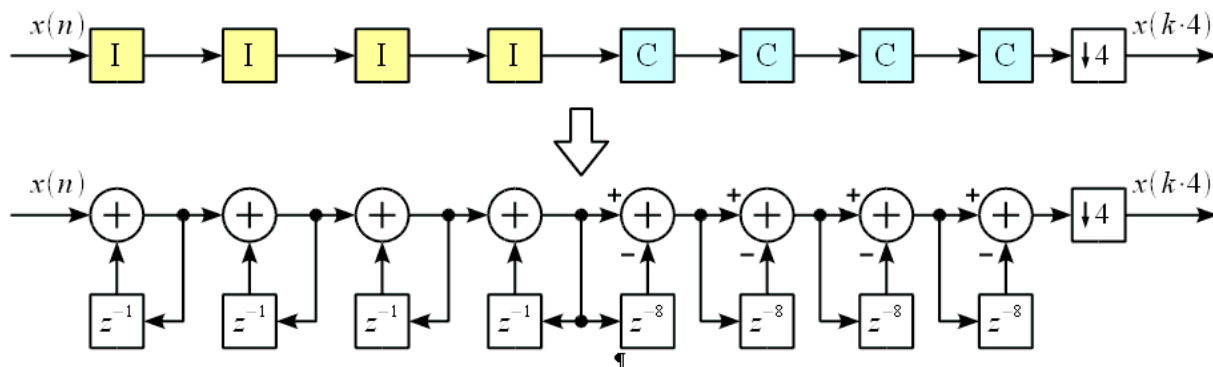 x(n) I I I I C C C C ↓4 x(k·4)
x(n) + + + + + + + + + + + + ↓4 x(k·4)
− − − −
z⁻¹ z⁻¹ z⁻¹ z⁻¹ z⁻⁸ z⁻⁸ z⁻⁸ z⁻⁸
¶